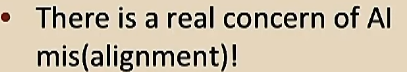 • There is a real concern of AI
mis(alignment)!